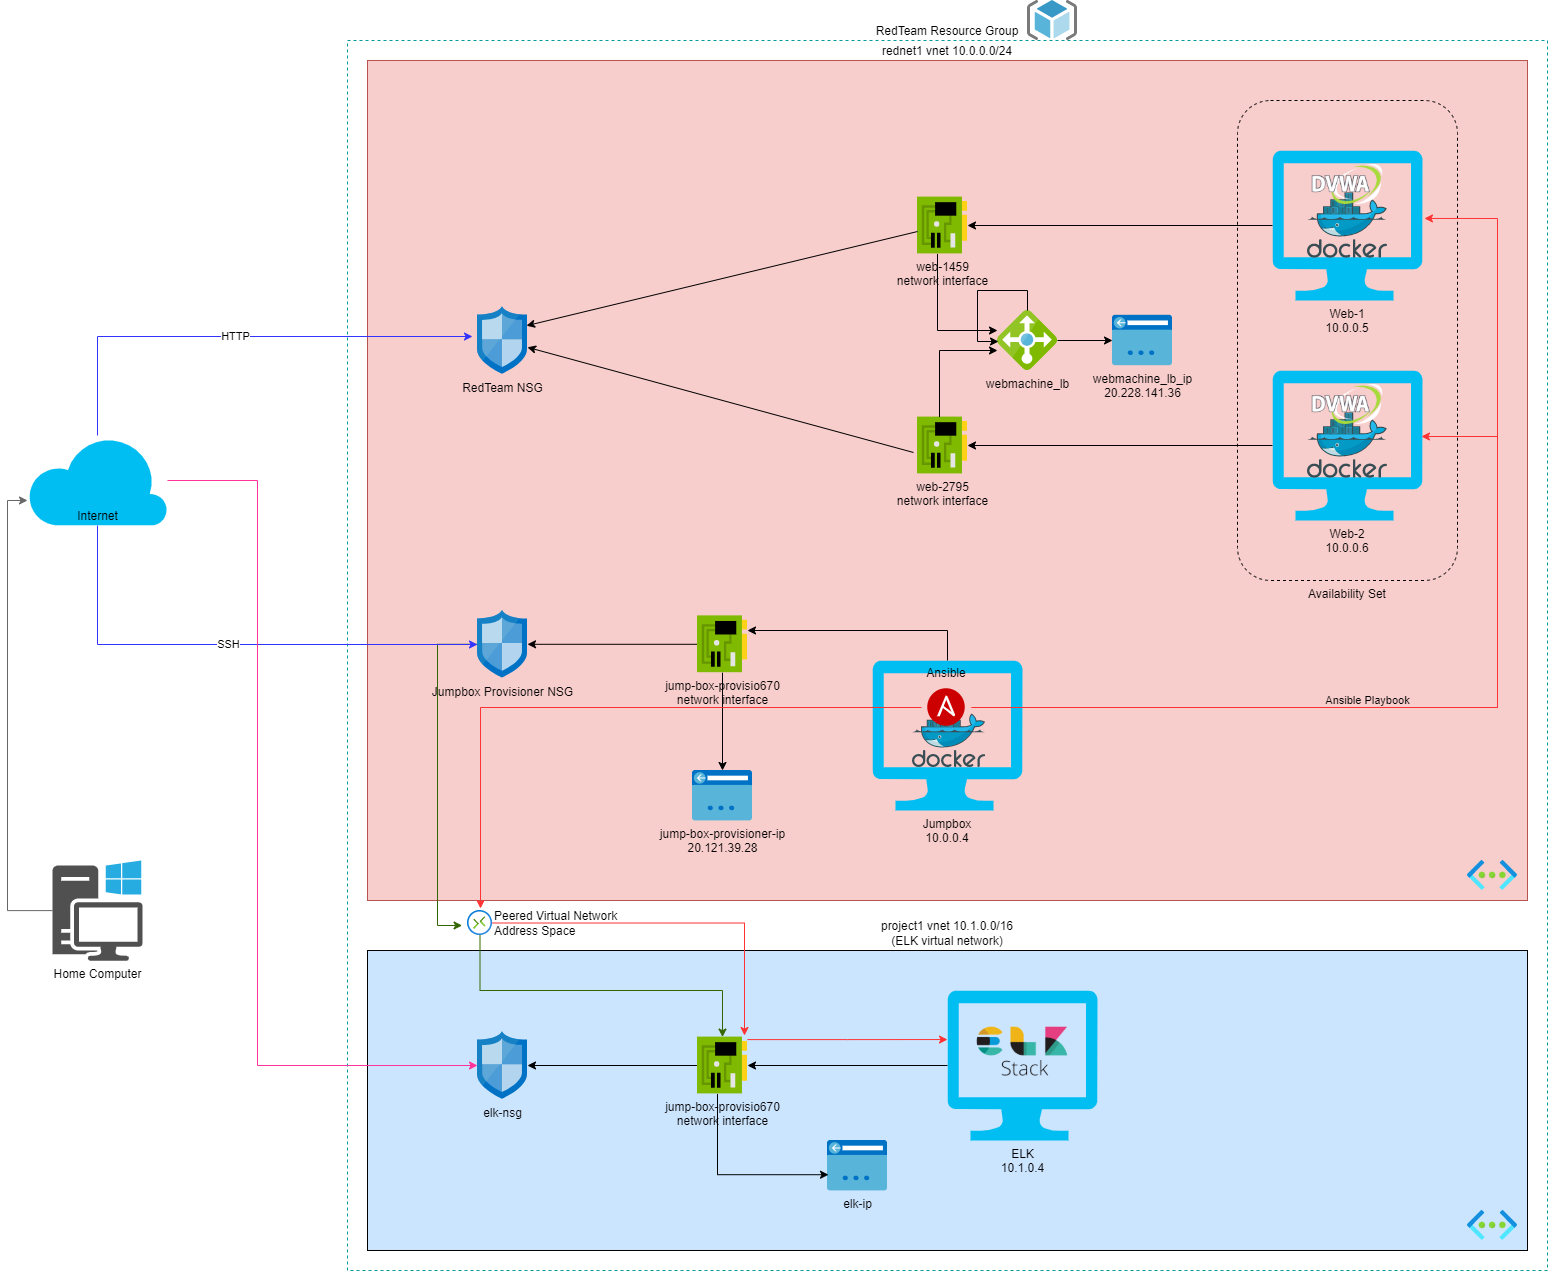 RedTeam Resource Group
rednet1 vnet 10.0.0.0/24
DVWA
docker
Web-1
10.0.0.5
web-1459
network interface
HTTP
RedTeam NSG
webmachine_lb
webmachine_lb_ip
20.228.141.36
DVWA
docker
Web-2
10.0.0.6
web-2795
network interface
Internet
Availability Set
SSH
Jumpbox Provisioner NSG
jump-box-provisio670
network interface
Ansible
docker
Ansible Playbook
Jumpbox
10.0.0.4
jump-box-provisioner-ip
20.121.39.28
Home Computer
Peered Virtual Network
Address Space
project1 vnet 10.1.0.0/16
(ELK virtual network)
elk-nsg
jump-box-provisio670
network interface
ELK
Stack
ELK
10.1.0.4
elk-ip